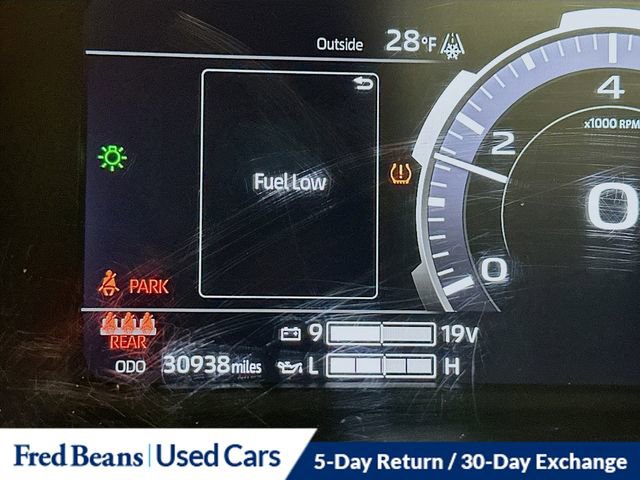 Outside 28°F
4
x1000 RPM
2
Fuel Low
0
PARK
0
REAR
9 19V
ODO 30938 miles L H
Fred Beans Used Cars
5-Day Return / 30-Day Exchange